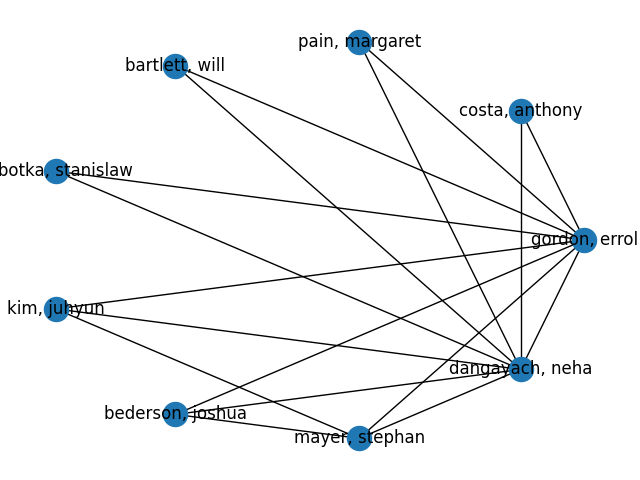 pain, margaret
bartlett, will
costa, anthony
botka, stanislaw
gordon, errol
kim, juhyun
dangayach, neha
bederson, joshua
mayer, stephan